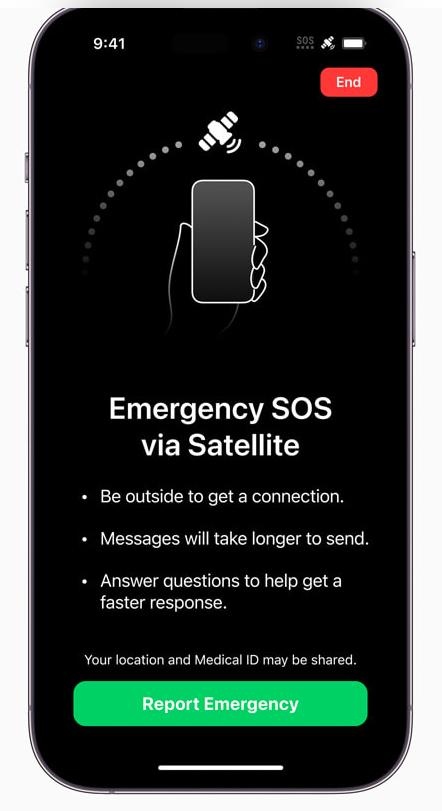 9:41
SOS
End
Emergency SOS
via Satellite
• Be outside to get a connection.
• Messages will take longer to send.
• Answer questions to help get a
faster response.
Your location and Medical ID may be shared.
Report Emergency